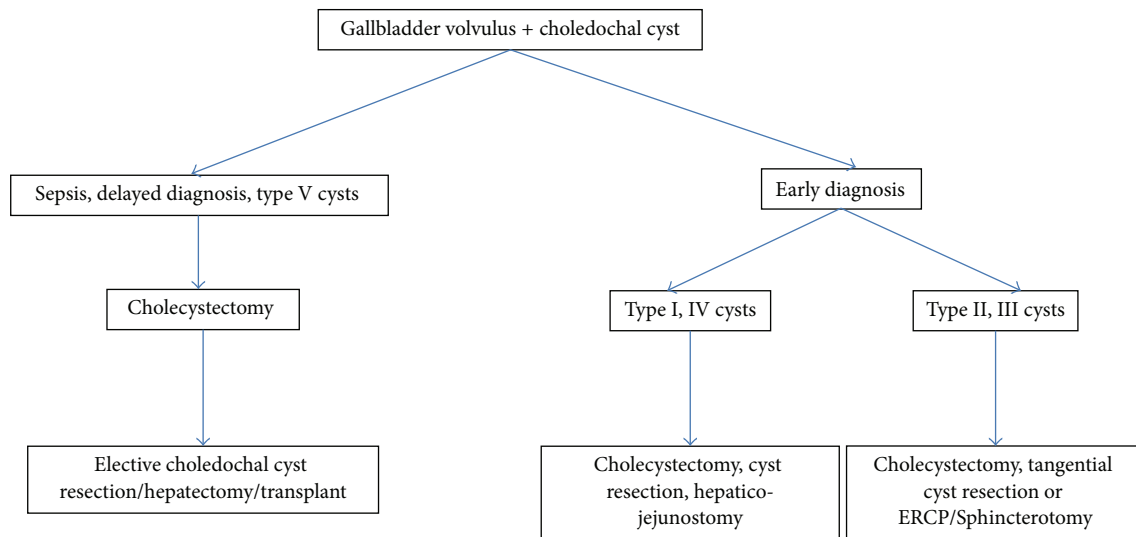 Gallbladder volvulus + choledochal cyst
Sepsis, delayed diagnosis, type V cysts
Early diagnosis
Cholecystectomy
Type I, IV cysts
Type II, III cysts
Elective choledochal cyst
resection/hepatectomy/transplant
Cholecystectomy, cyst
resection, hepatico-
jejunostomy
Cholecystectomy, tangential
cyst resection or
ERCP/Sphincterotomy